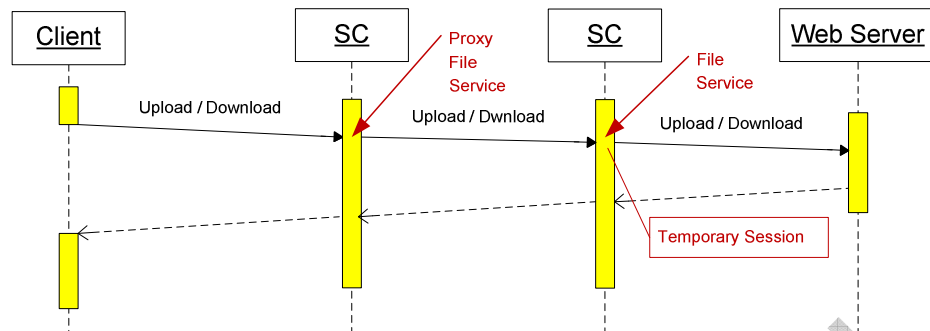 Client
SC
SC
Web Server
Proxy
File
Service
File
Service
Upload / Download
Upload / Dwnload
Upload / Download
Temporary Session